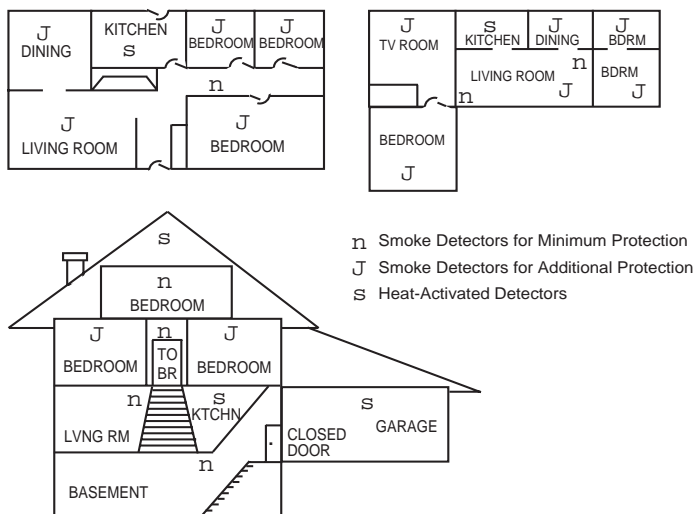 J
DINING
KITCHEN
s
J
BEDROOM
J
BEDROOM
n
J
LIVING ROOM
J
BEDROOM
J
TV ROOM
s
KITCHEN
J
DINING
J
BDRM
LIVING ROOM
n
BDRM
n
J
J
BEDROOM
J
n Smoke Detectors for Minimum Protection
J Smoke Detectors for Additional Protection
s Heat-Activated Detectors
s
n
BEDROOM
J
BEDROOM
n
TO
BR
J
BEDROOM
n
LVNG RM
s
KTCHN
s
GARAGE
CLOSED
DOOR
n
BASEMENT